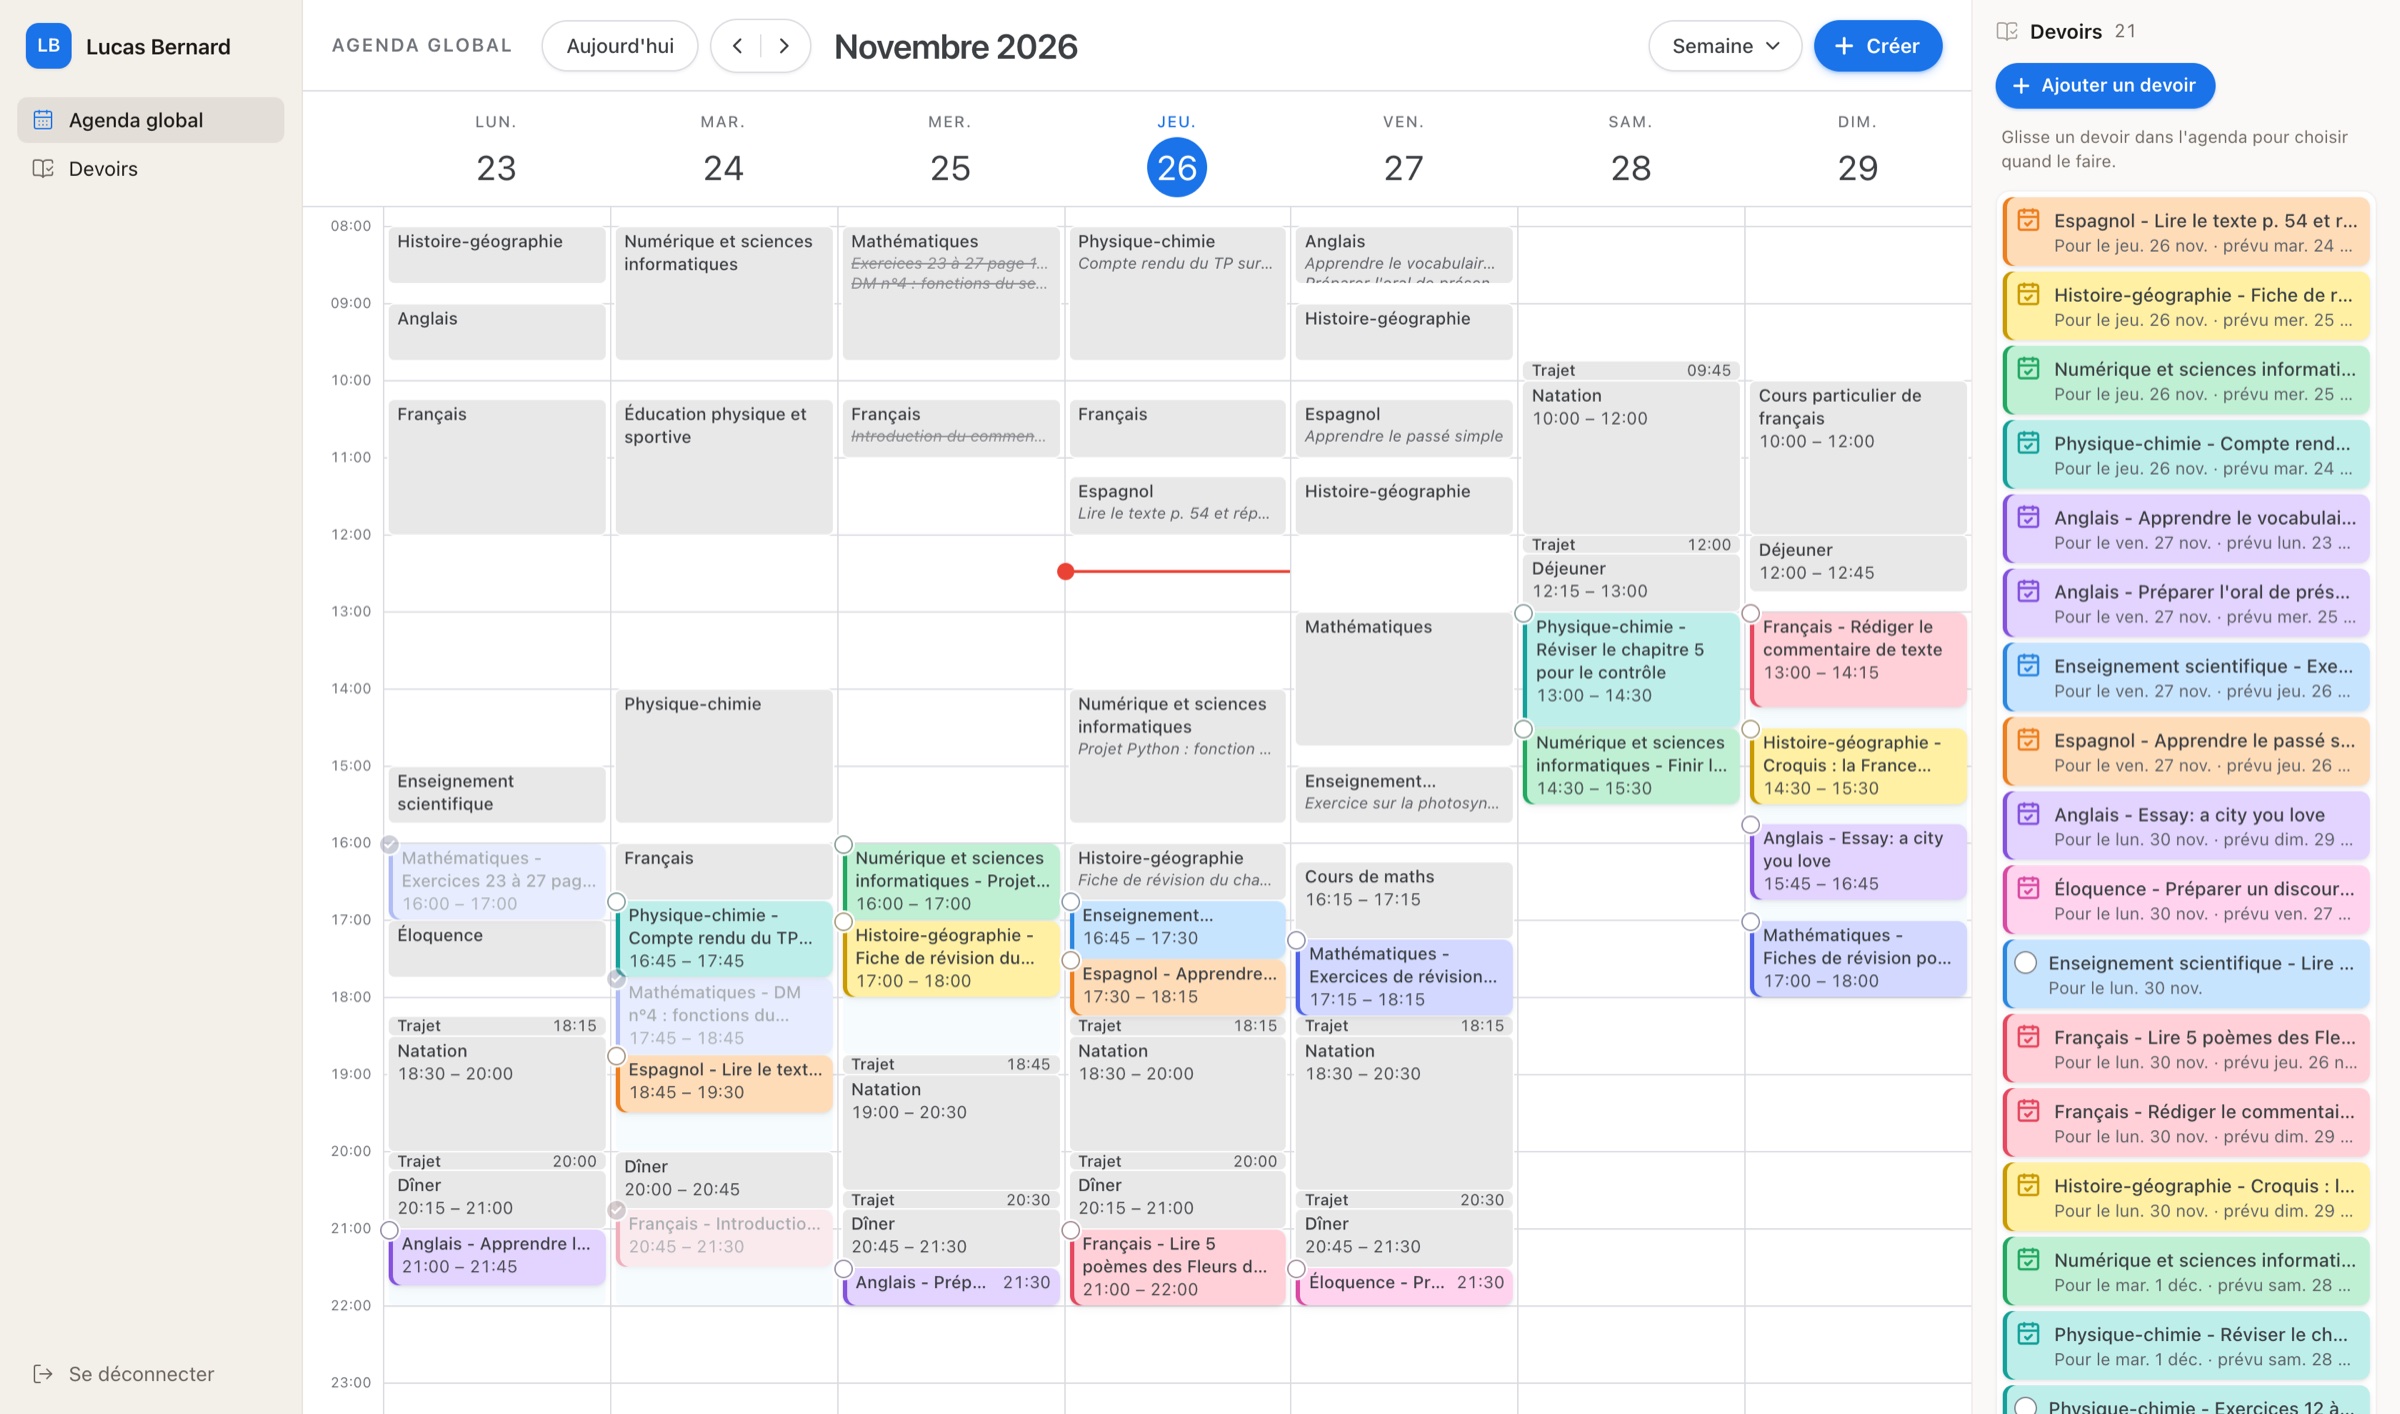 LB
Lucas Bernard
Agenda global
Devoirs
Se déconnecter
AGENDA GLOBAL
Aujourd'hui
Novembre 2026
Semaine
Créer
LUN.
23
MAR.
24
MER.
25
JEU.
26
VEN.
27
SAM.
28
DIM.
29
08:00
09:00
10:00
11:00
12:00
13:00
14:00
15:00
16:00
17:00
18:00
19:00
20:00
21:00
22:00
23:00
Histoire-géographie
Anglais
Français
Enseignement
scientifique
Mathématiques -
Exercices 23 à 27 pag...
16:00 – 17:00
Éloquence
Trajet 18:15
Natation
18:30 – 20:00
Trajet 20:00
Dîner
20:15 – 21:00
Anglais - Apprendre l...
21:00 – 21:45
Numérique et sciences
informatiques
Éducation physique et
sportive
Physique-chimie
Français
Physique-chimie -
Compte rendu du TP...
16:45 – 17:45
Mathématiques - DM
n°4 : fonctions du...
17:45 – 18:45
Espagnol - Lire le text...
18:45 – 19:30
Dîner
20:00 – 20:45
Français - Introductio...
20:45 – 21:30
Mathématiques
Exercices 23 à 27 page 1...
DM n°4 : fonctions du se...
Français
Introduction du commen...
Numérique et sciences
informatiques - Projet...
16:00 – 17:00
Histoire-géographie -
Fiche de révision du...
17:00 – 18:00
Trajet 18:45
Natation
19:00 – 20:30
Trajet 20:30
Dîner
20:45 – 21:30
Anglais - Prép... 21:30
Physique-chimie
Compte rendu du TP sur...
Français
Espagnol
Lire le texte p. 54 et rép...
Numérique et sciences
informatiques
Projet Python : fonction ...
Histoire-géographie
Fiche de révision du cha...
Enseignement...
16:45 – 17:30
Espagnol - Apprendre...
17:30 – 18:15
Trajet 18:15
Natation
18:30 – 20:00
Trajet 20:00
Dîner
20:15 – 21:00
Français - Lire 5
poèmes des Fleurs d...
21:00 – 22:00
Anglais
Apprendre le vocabulair...
Préparer l'oral de présen...
Histoire-géographie
Espagnol
Apprendre le passé simple
Histoire-géographie
Mathématiques
Enseignement...
Exercice sur la photosyn...
Cours de maths
16:15 – 17:15
Mathématiques -
Exercices de révision...
17:15 – 18:15
Trajet 18:15
Natation
18:30 – 20:30
Trajet 20:30
Dîner
20:45 – 21:30
Éloquence - Pr... 21:30
Trajet 09:45
Natation
10:00 – 12:00
Trajet 12:00
Déjeuner
12:15 – 13:00
Physique-chimie -
Réviser le chapitre 5
pour le contrôle
13:00 – 14:30
Numérique et sciences
informatiques - Finir l...
14:30 – 15:30
Cours particulier de
français
10:00 – 12:00
Déjeuner
12:00 – 12:45
Français - Rédiger le
commentaire de texte
13:00 – 14:15
Histoire-géographie -
Croquis : la France...
14:30 – 15:30
Anglais - Essay: a city
you love
15:45 – 16:45
Mathématiques -
Fiches de révision po...
17:00 – 18:00
Devoirs 21
Ajouter un devoir
Glisse un devoir dans l'agenda pour choisir
quand le faire.
Espagnol - Lire le texte p. 54 et r...
Pour le jeu. 26 nov. · prévu mar. 24 ...
Histoire-géographie - Fiche de r...
Pour le jeu. 26 nov. · prévu mer. 25 ...
Numérique et sciences informati...
Pour le jeu. 26 nov. · prévu mer. 25 ...
Physique-chimie - Compte rend...
Pour le jeu. 26 nov. · prévu mar. 24 ...
Anglais - Apprendre le vocabulai...
Pour le ven. 27 nov. · prévu lun. 23 ...
Anglais - Préparer l'oral de prés...
Pour le ven. 27 nov. · prévu mer. 25 ...
Enseignement scientifique - Exe...
Pour le ven. 27 nov. · prévu jeu. 26 ...
Espagnol - Apprendre le passé s...
Pour le ven. 27 nov. · prévu jeu. 26 ...
Anglais - Essay: a city you love
Pour le lun. 30 nov. · prévu dim. 29 ...
Éloquence - Préparer un discour...
Pour le lun. 30 nov. · prévu ven. 27 ...
Enseignement scientifique - Lire ...
Pour le lun. 30 nov.
Français - Lire 5 poèmes des Fle...
Pour le lun. 30 nov. · prévu jeu. 26 n...
Français - Rédiger le commentai...
Pour le lun. 30 nov. · prévu dim. 29 ...
Histoire-géographie - Croquis : l...
Pour le lun. 30 nov. · prévu dim. 29 ...
Numérique et sciences informati...
Pour le mar. 1 déc. · prévu sam. 28 ...
Physique-chimie - Réviser le ch...
Pour le mar. 1 déc. · prévu sam. 28 ...
Physique-chimie - Exercices 12 à...